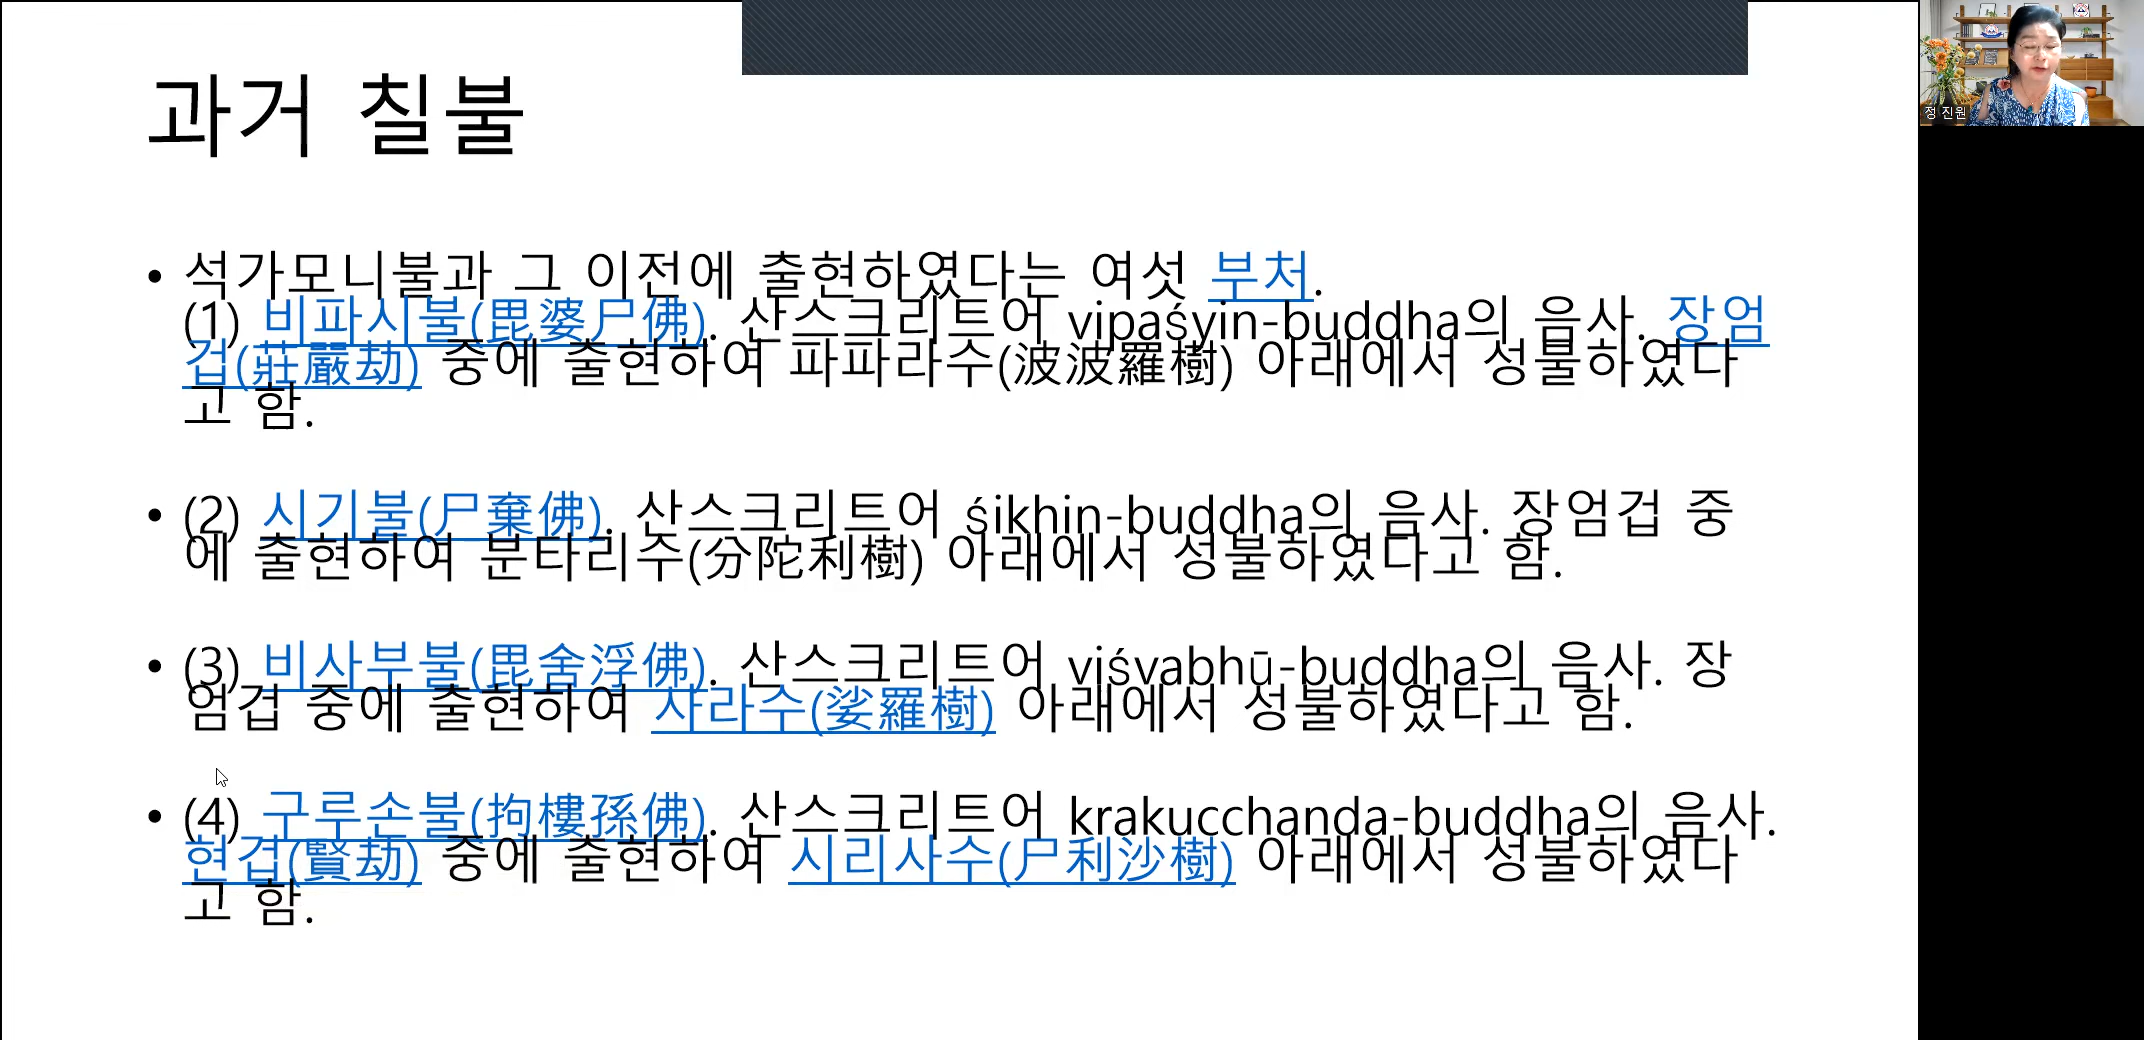 과거 칠불
정 진원
• 석가모니불과 그 이전에 출현하였다는 여섯 부처.
(1) 비파시불(毘婆尸佛). 산스크리트어 vipaśyin-buddha의 음사. 장엄
겁(莊嚴劫) 중에 출현하여 파파라수(波波羅樹) 아래에서 성불하였다
고 함.
• (2) 시기불(尸棄佛). 산스크리트어 śikhin-buddha의 음사. 장엄겁 중
에 출현하여 분타리수(分陀利樹) 아래에서 성불하였다고 함.
• (3) 비사부불(毘舍浮佛). 산스크리트어 viśvabhū-buddha의 음사. 장
엄겁 중에 출현하여 사라수(娑羅樹) 아래에서 성불하였다고 함.
• (4) 구루손불(拘樓孫佛). 산스크리트어 krakucchanda-buddha의 음사.
현겁(賢劫) 중에 출현하여 시리사수(尸利沙樹) 아래에서 성불하였다
고 함.